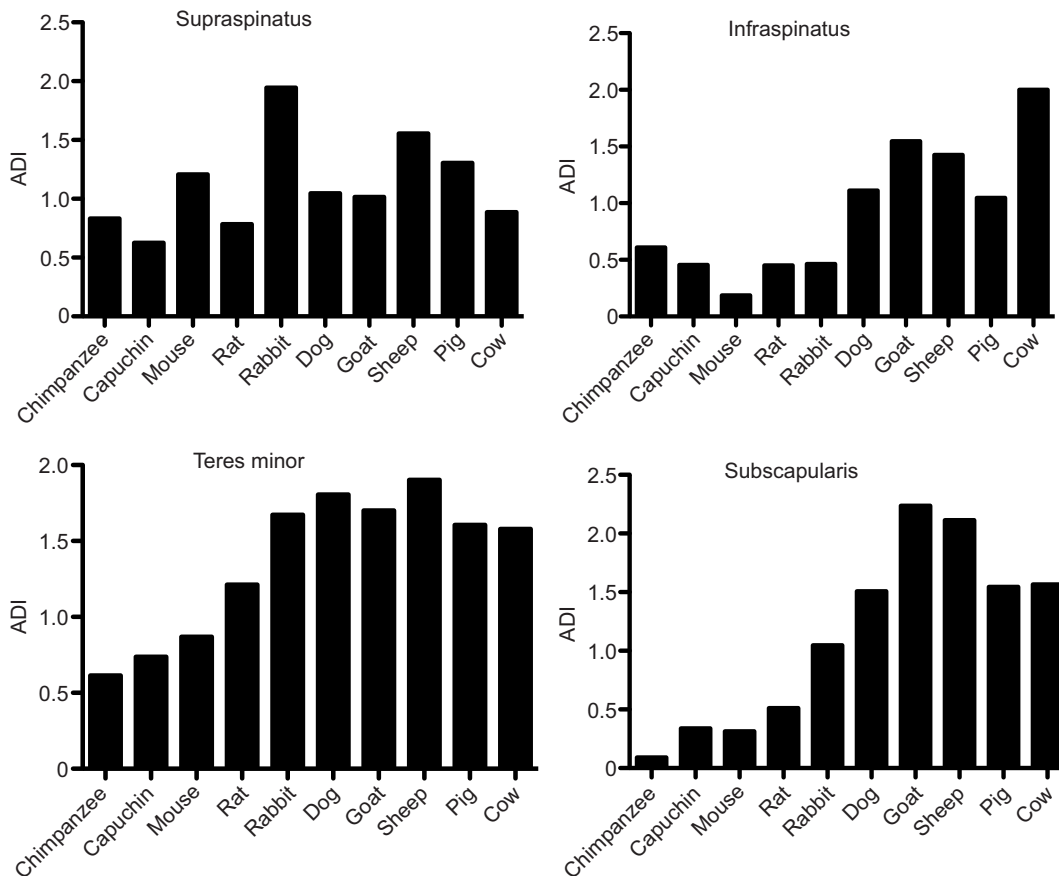 Supraspinatus
2.5
2.0
1.5
1.0
0.5
0
ADI
Chimpanzee
Capuchin
Mouse
Rat
Rabbit
Dog
Goat
Sheep
Pig
Cow
Infraspinatus
2.5
2.0
1.5
1.0
0.5
0
ADI
Chimpanzee
Capuchin
Mouse
Rat
Rabbit
Dog
Goat
Sheep
Pig
Cow
Teres minor
2.0
1.5
1.0
0.5
0
ADI
Chimpanzee
Capuchin
Mouse
Rat
Rabbit
Dog
Goat
Sheep
Pig
Cow
Subscapularis
2.5
2.0
1.5
1.0
0.5
0
ADI
Chimpanzee
Capuchin
Mouse
Rat
Rabbit
Dog
Goat
Sheep
Pig
Cow